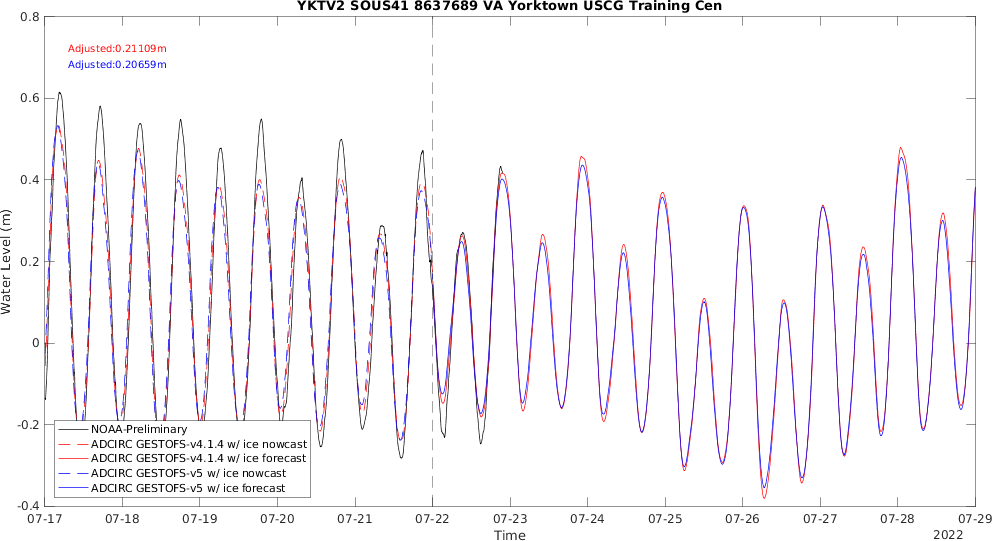 YKTV2 SOUS41 8637689 VA Yorktown USCG Training Cen
Adjusted:0.21109m
Adjusted:0.20659m
0.8
0.6
0.4
0.2
0
-0.2
-0.4
Water Level (m)
NOAA-Preliminary
ADCIRC GESTOFS-v4.1.4 w/ ice nowcast
ADCIRC GESTOFS-v4.1.4 w/ ice forecast
ADCIRC GESTOFS-v5 w/ ice nowcast
ADCIRC GESTOFS-v5 w/ ice forecast
07-17 07-18 07-19 07-20 07-21 07-22 07-23 07-24 07-25 07-26 07-27 07-28 07-29
Time
2022